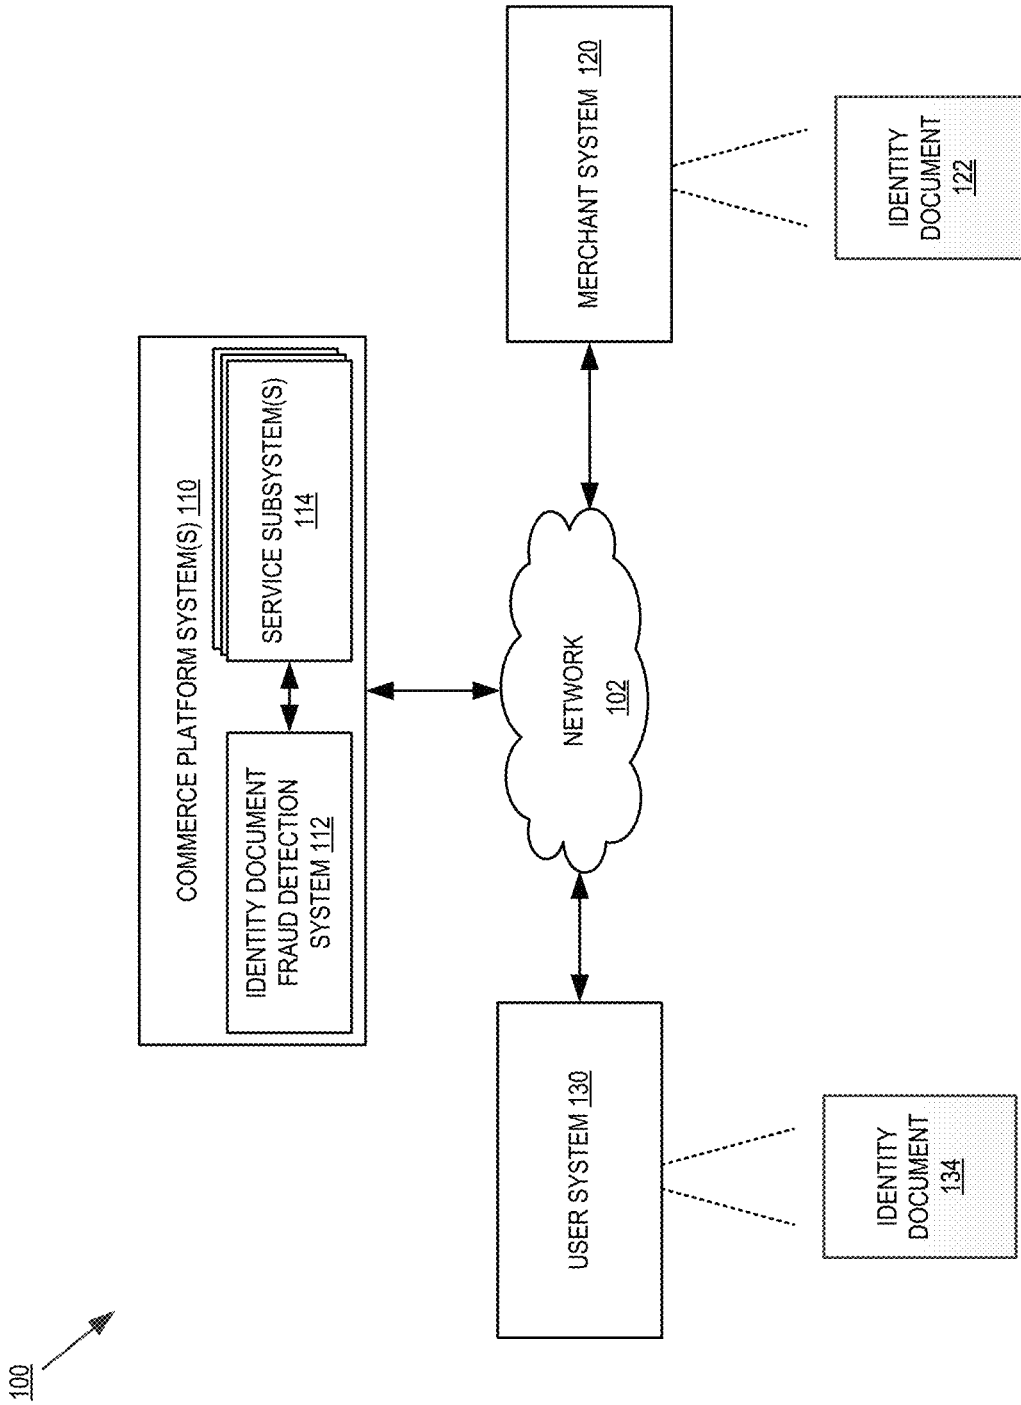 100
COMMERCE PLATFORM SYSTEM(S) 110
IDENTITY DOCUMENT
FRAUD DETECTION
SYSTEM 112
SERVICE SUBSYSTEM(S)
114
NETWORK
102
USER SYSTEM 130
MERCHANT SYSTEM 120
IDENTITY
DOCUMENT
134
IDENTITY
DOCUMENT
122